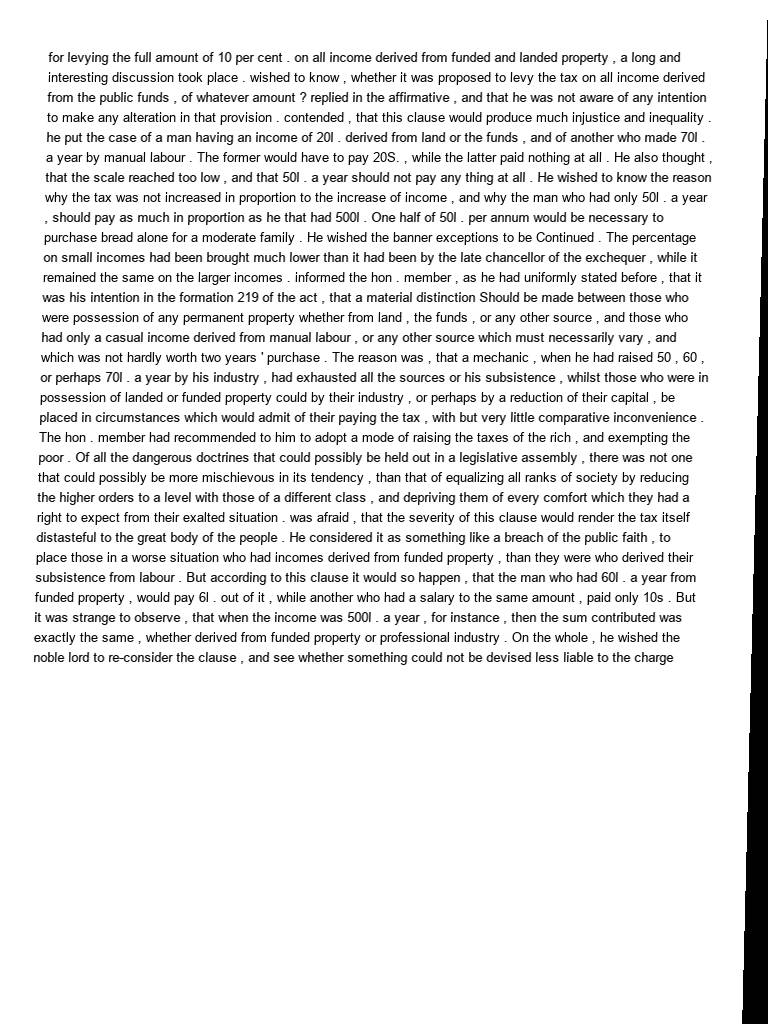 for levying the full amount of 10 per cent . on all income derived from funded and landed property , a long and
interesting discussion took place . wished to know , whether it was proposed to levy the tax on all income derived
from the public funds , of whatever amount ? replied in the affirmative , and that he was not aware of any intention
to make any alteration in that provision . contended , that this clause would produce much injustice and inequality .
he put the case of a man having an income of 20l . derived from land or the funds , and of another who made 70l .
a year by manual labour . The former would have to pay 20S. , while the latter paid nothing at all . He also thought ,
that the scale reached too low , and that 50l . a year should not pay any thing at all . He wished to know the reason
why the tax was not increased in proportion to the increase of income , and why the man who had only 50l . a year
, should pay as much in proportion as he that had 500l . One half of 50l . per annum would be necessary to
purchase bread alone for a moderate family . He wished the banner exceptions to be Continued . The percentage
on small incomes had been brought much lower than it had been by the late chancellor of the exchequer , while it
remained the same on the larger incomes . informed the hon . member , as he had uniformly stated before , that it
was his intention in the formation 219 of the act , that a material distinction Should be made between those who
were possession of any permanent property whether from land , the funds , or any other source , and those who
had only a casual income derived from manual labour , or any other source which must necessarily vary , and
which was not hardly worth two years ' purchase . The reason was , that a mechanic , when he had raised 50 , 60 ,
or perhaps 70l . a year by his industry , had exhausted all the sources or his subsistence , whilst those who were in
possession of landed or funded property could by their industry , or perhaps by a reduction of their capital , be
placed in circumstances which would admit of their paying the tax , with but very little comparative inconvenience .
The hon . member had recommended to him to adopt a mode of raising the taxes of the rich , and exempting the
poor . Of all the dangerous doctrines that could possibly be held out in a legislative assembly , there was not one
that could possibly be more mischievous in its tendency , than that of equalizing all ranks of society by reducing
the higher orders to a level with those of a different class , and depriving them of every comfort which they had a
right to expect from their exalted situation . was afraid , that the severity of this clause would render the tax itself
distasteful to the great body of the people . He considered it as something like a breach of the public faith , to
place those in a worse situation who had incomes derived from funded property , than they were who derived their
subsistence from labour . But according to this clause it would so happen , that the man who had 60l . a year from
funded property , would pay 6l . out of it , while another who had a salary to the same amount , paid only 10s . But
it was strange to observe , that when the income was 500l . a year , for instance , then the sum contributed was
exactly the same , whether derived from funded property or professional industry . On the whole , he wished the
noble lord to re-consider the clause , and see whether something could not be devised less liable to the charge